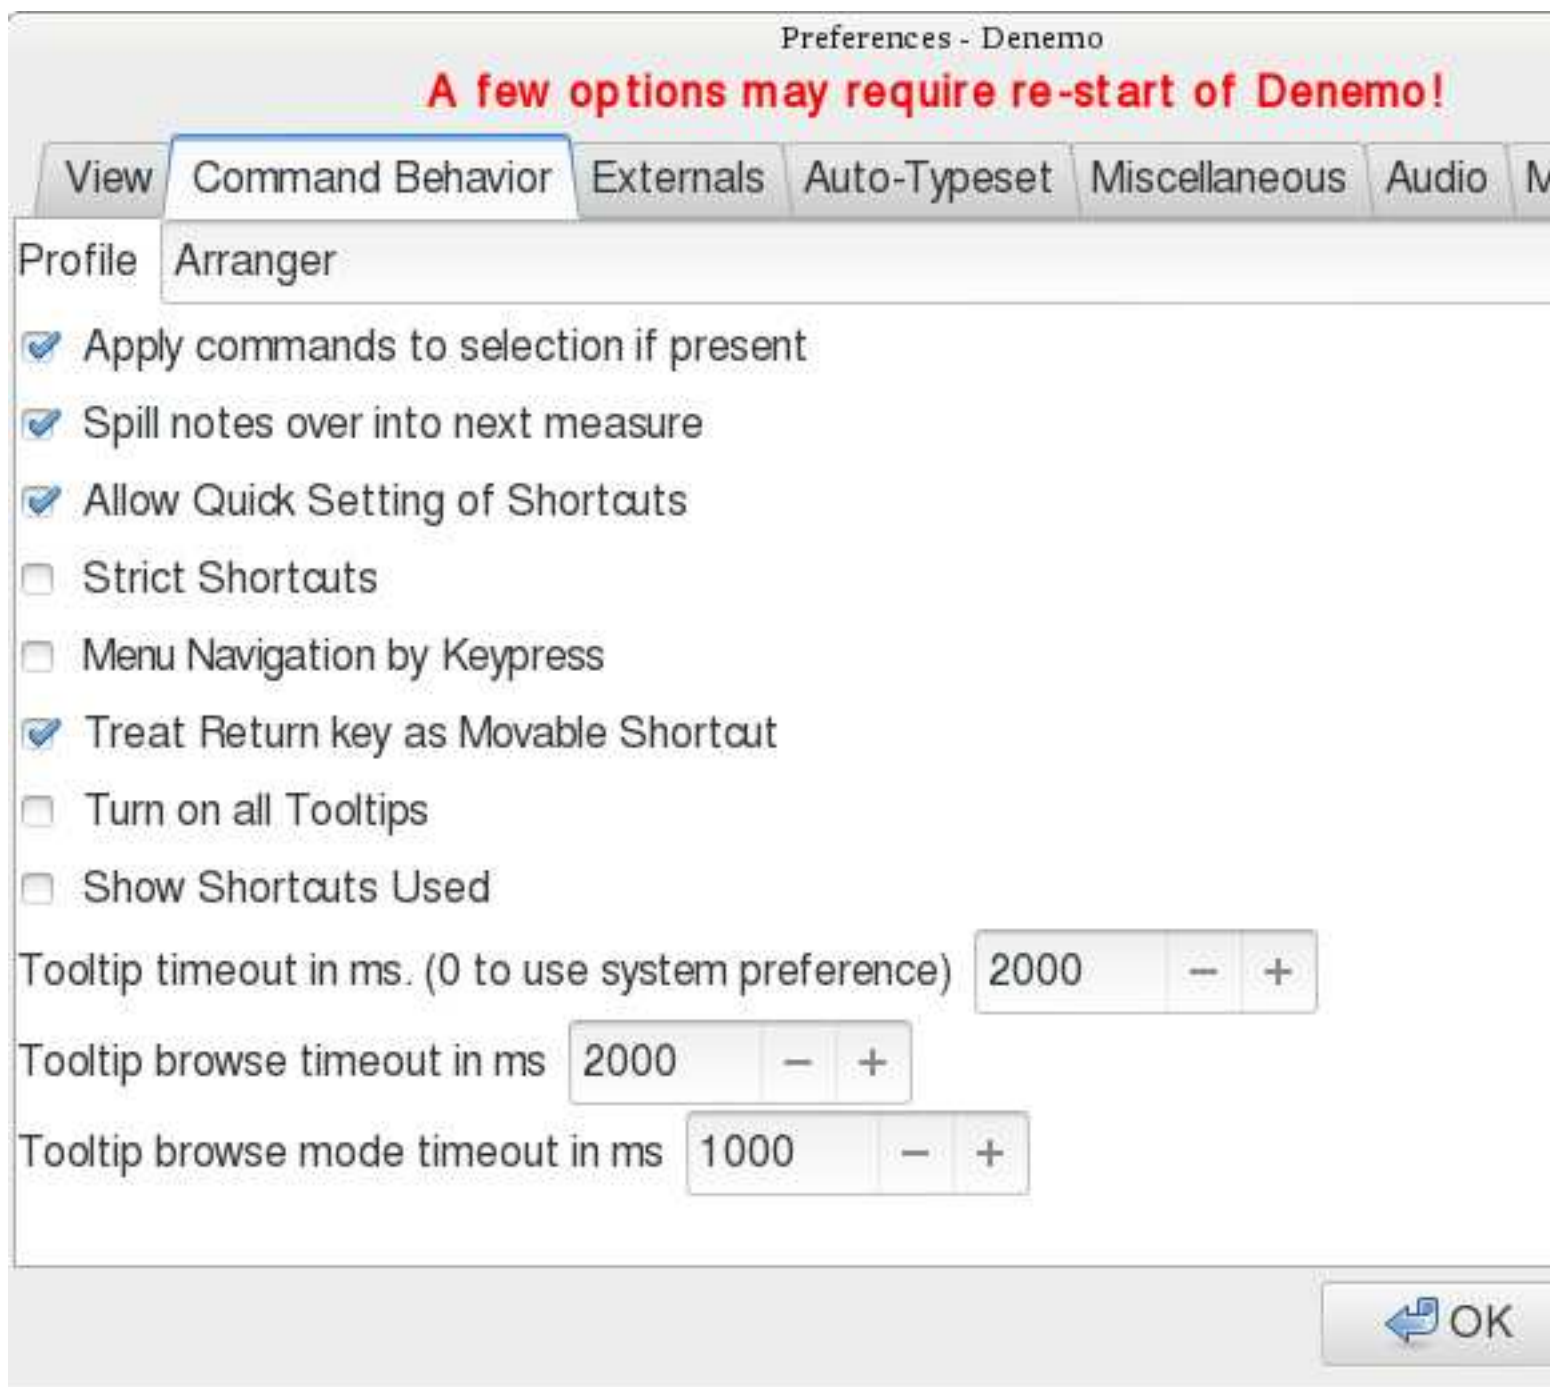 Preferences - Denemo
A few options may require re-start of Denemo!
View Command Behavior Externals Auto-Typeset Miscellaneous Audio
Profile Arranger
Apply commands to selection if present
Spill notes over into next measure
Allow Quick Setting of Shortcuts
Strict Shortcuts
Menu Navigation by Keypress
Treat Return key as Movable Shortcut
Turn on all Tooltips
Show Shortcuts Used
Tooltip timeout in ms. (0 to use system preference) 2000 − +
Tooltip browse timeout in ms 2000 − +
Tooltip browse mode timeout in ms 1000 − +
OK